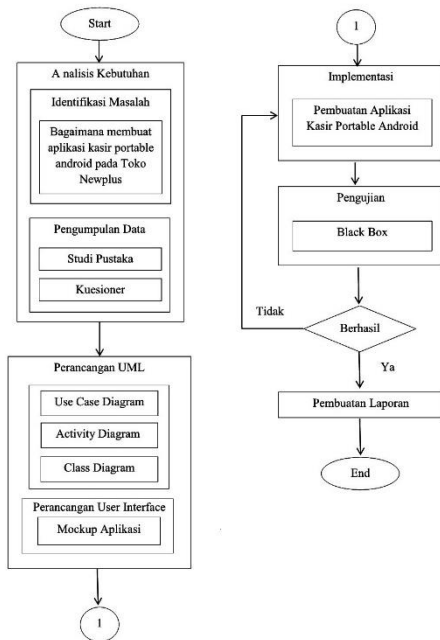 Start
A nalisis Kebutuhan
Identifikasi Masalah
Bagaimana membuat
aplikasi kasir portable
android pada Toko
Newplus
Pengumpulan Data
Studi Pustaka
Kuesioner
Perancangan UML
Use Case Diagram
Activity Diagram
Class Diagram
Perancangan User Interface
Mockup Aplikasi
1
1
Implementasi
Pembuatan Aplikasi
Kasir Portable Android
Pengujian
Black Box
Tidak
Berhasil
Ya
Pembuatan Laporan
End